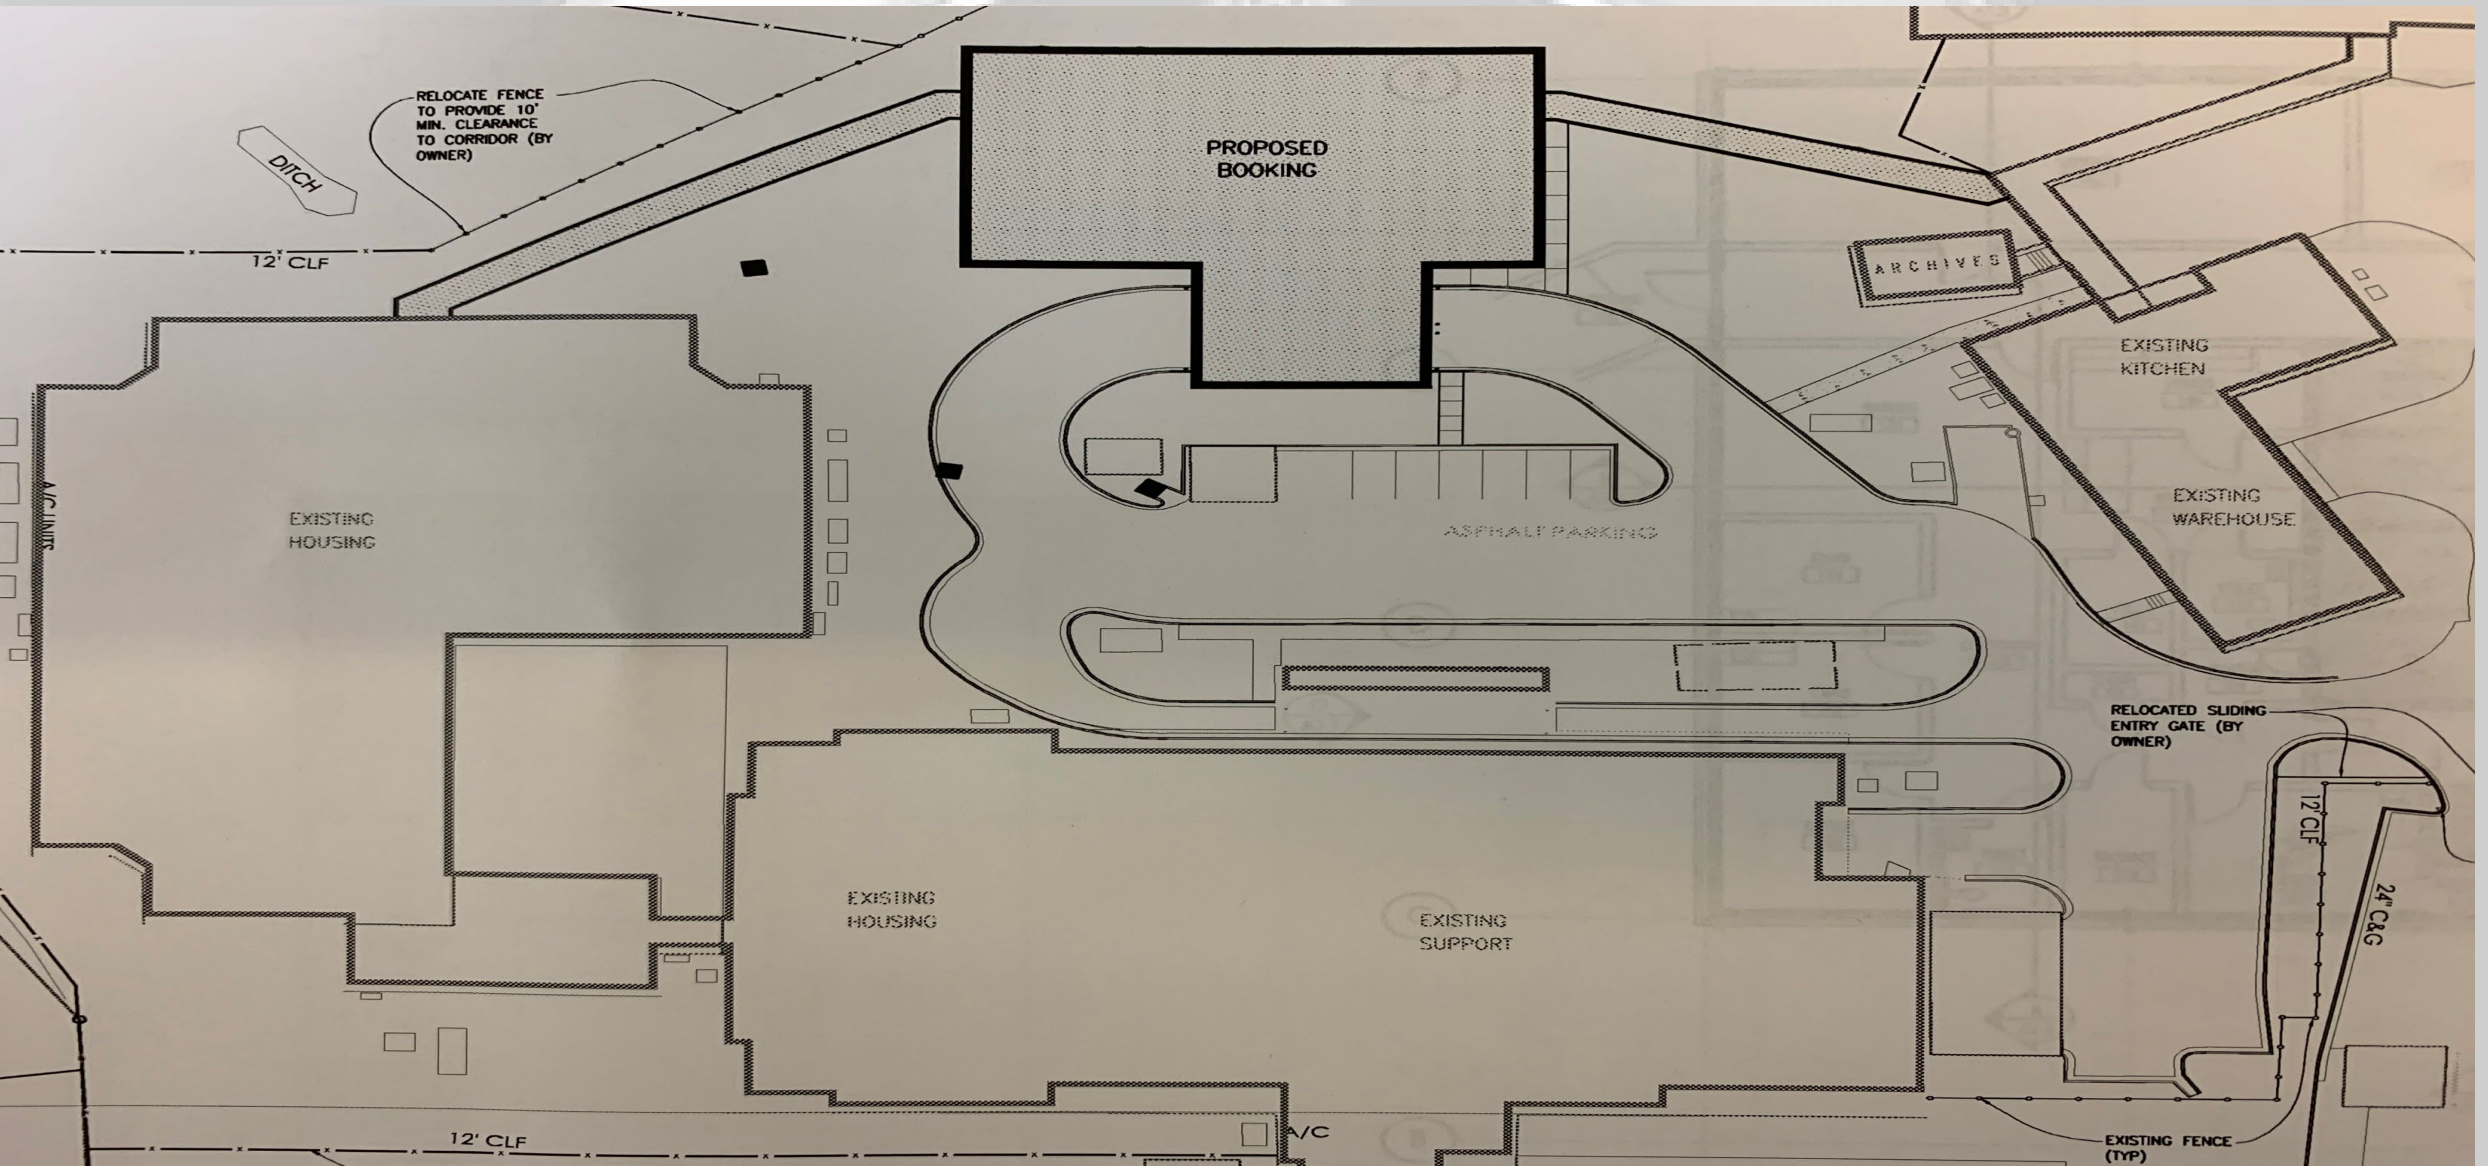 RELOCATE FENCE
TO PROVIDE 10'
MIN. CLEARANCE
TO CORRIDOR (BY
OWNER)
DITCH
12' CLF
PROPOSED
BOOKING
ARCHIVES
EXISTING
KITCHEN
EXISTING
WAREHOUSE
A/C UNITS
EXISTING
HOUSING
ASPHALT PARKING
RELOCATED SLIDING
ENTRY GATE (BY
OWNER)
12' CLF
24" C&G
EXISTING
HOUSING
EXISTING
SUPPORT
12' CLF
A/C
EXISTING FENCE
(TYP)